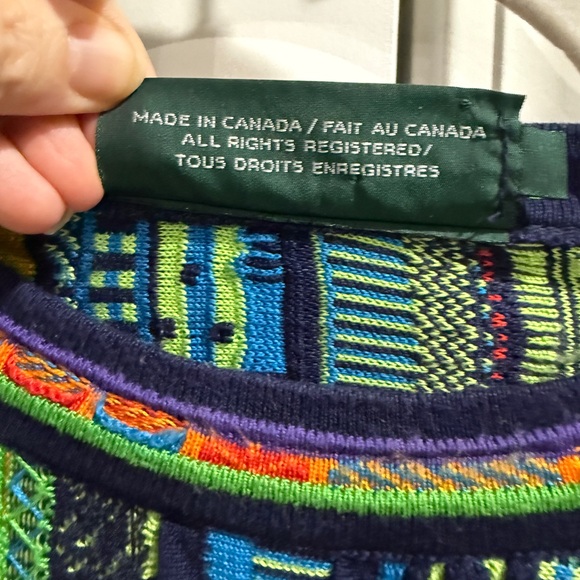 MADE IN CANADA / FAIT AU CANADA
ALL RIGHTS REGISTERED/
TOUS DROITS ENREGISTRES